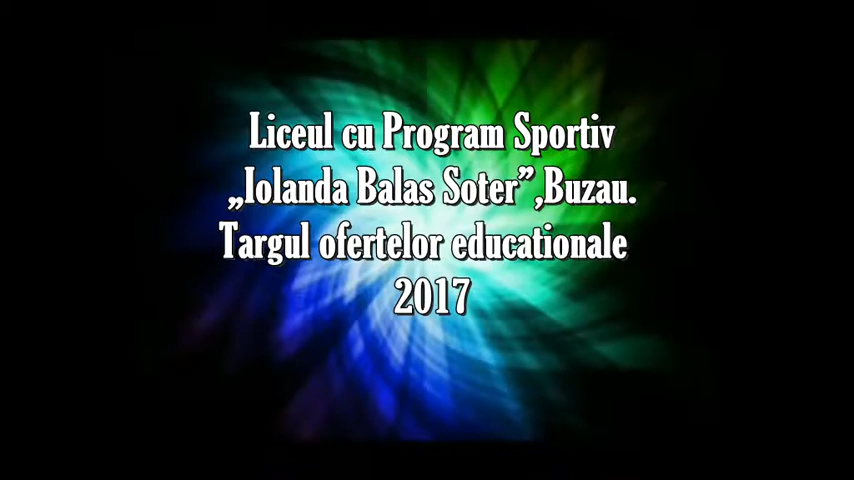 Liceul cu Program Sportiv
„Iolanda Balas Soter”,Buzau.
Targul ofertelor educationale
2017